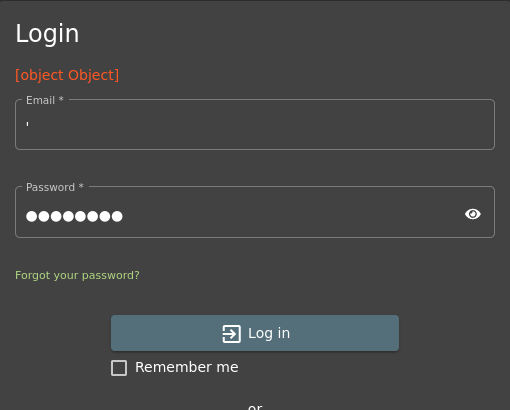 Login
[object Object]
Email *
'
Password *
Forgot your password?
Log in
Remember me
or